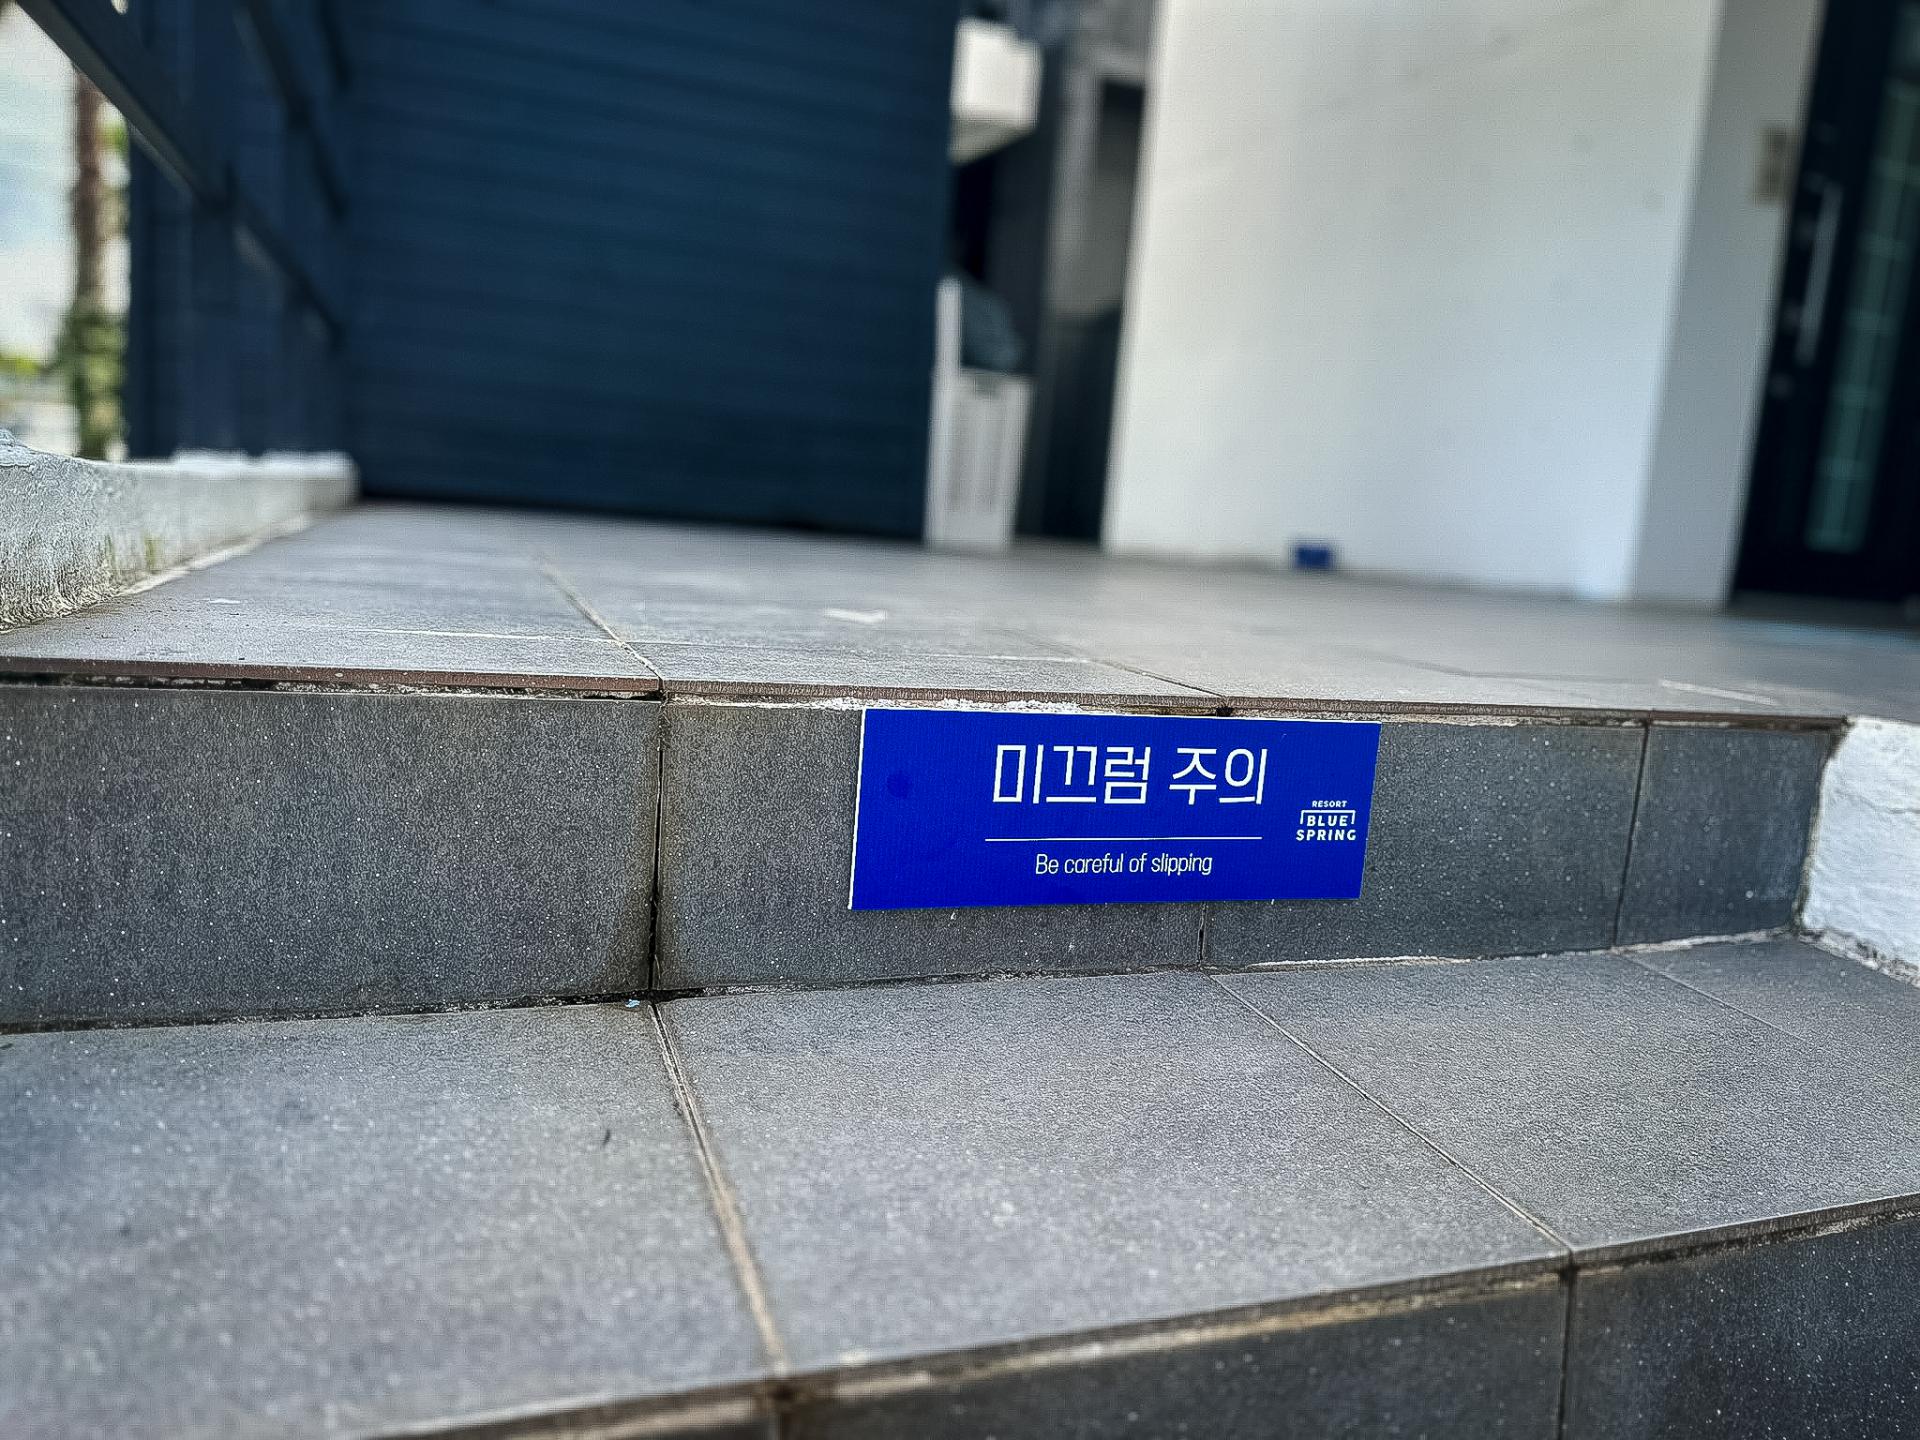 미끄럼 주의
Be careful of slipping
RESORT
BLUE
SPRING